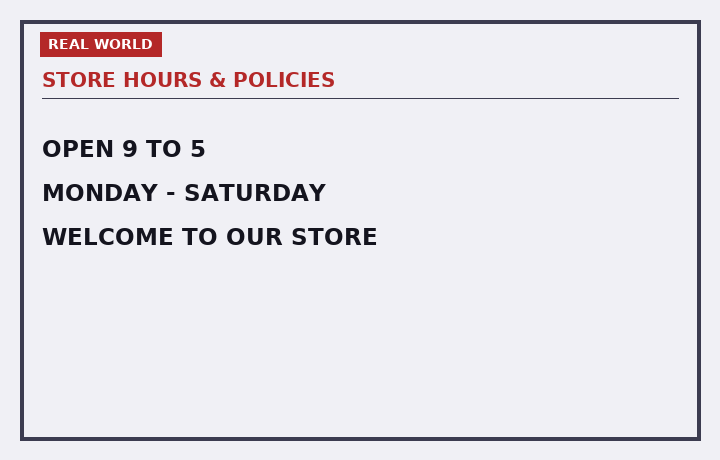 REAL WORLD
STORE HOURS & POLICIES
OPEN 9 TO 5
MONDAY - SATURDAY
WELCOME TO OUR STORE